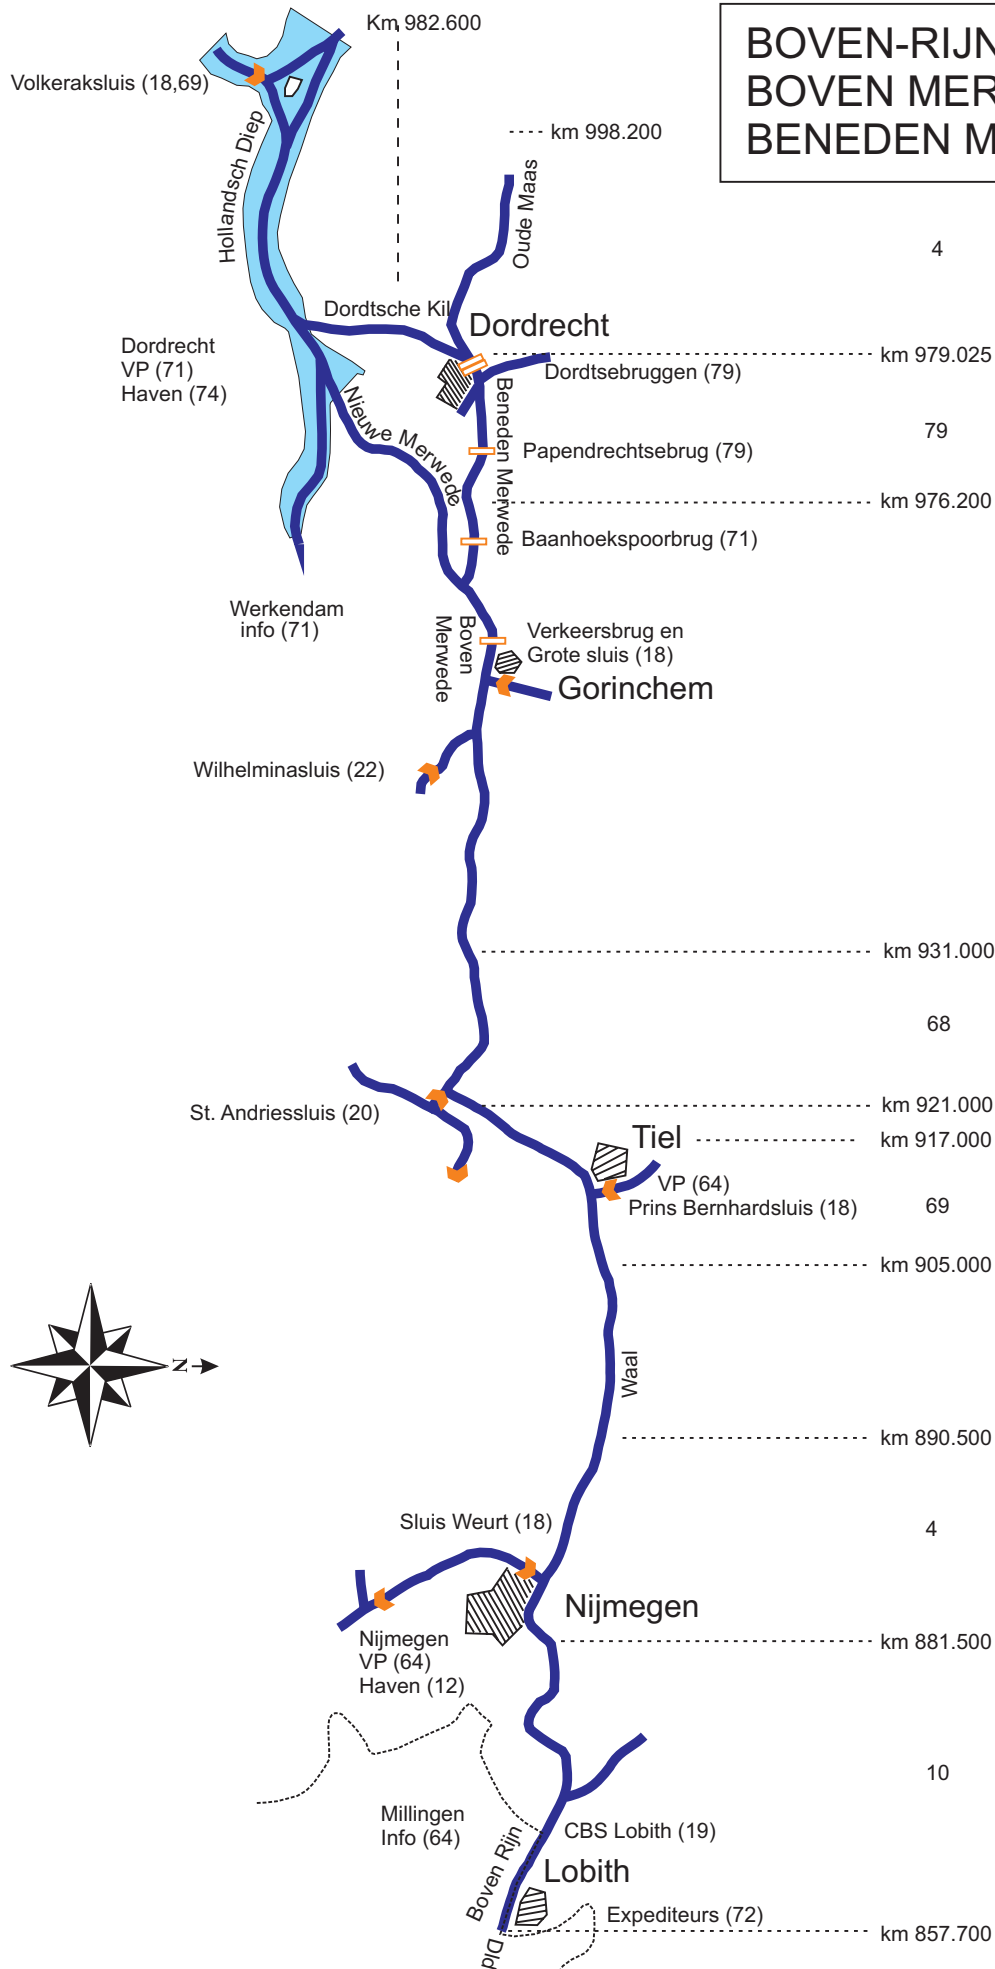 Km 982.600
BOVEN-RIJN
BOVEN MER
BENEDEN M
Volkeraksluis (18,69)
km 998.200
Hollandsch Diep
Oude Maas
4
Dordtsche Kil
Dordrecht
km 979.025
Dordrecht
VP (71)
Haven (74)
Dordtsebruggen (79)
Nieuwe Merwede
Beneden Merwede
79
Papendrechtsebrug (79)
km 976.200
Baanhoekspoorbrug (71)
Werkendam
info (71)
Boven
Merwede
Verkeersbrug en
Grote sluis (18)
Gorinchem
Wilhelminasluis (22)
km 931.000
68
St. Andriessluis (20)
km 921.000
Tiel
km 917.000
VP (64)
Prins Bernhardsluis (18)
69
km 905.000
N
Waal
km 890.500
Sluis Weurt (18)
4
Nijmegen
Nijmegen
VP (64)
Haven (12)
km 881.500
10
Millingen
Info (64)
Boven Rijn
CBS Lobith (19)
Lobith
Expediteurs (72)
km 857.700
Dld